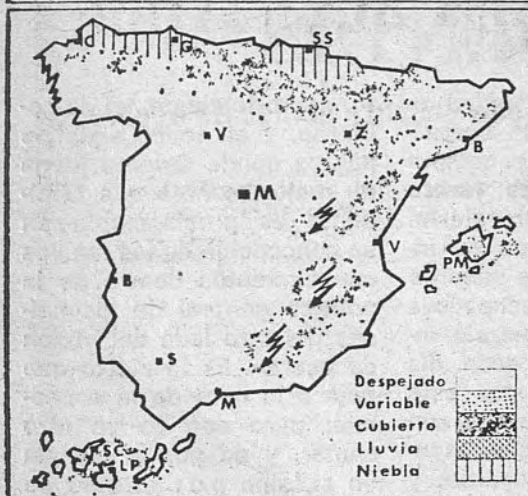 G
SS
V
Z
B
M
V
PM
B
S
M
SC
LP
Despejado
Variable
Cubierto
Lluvia
Niebla